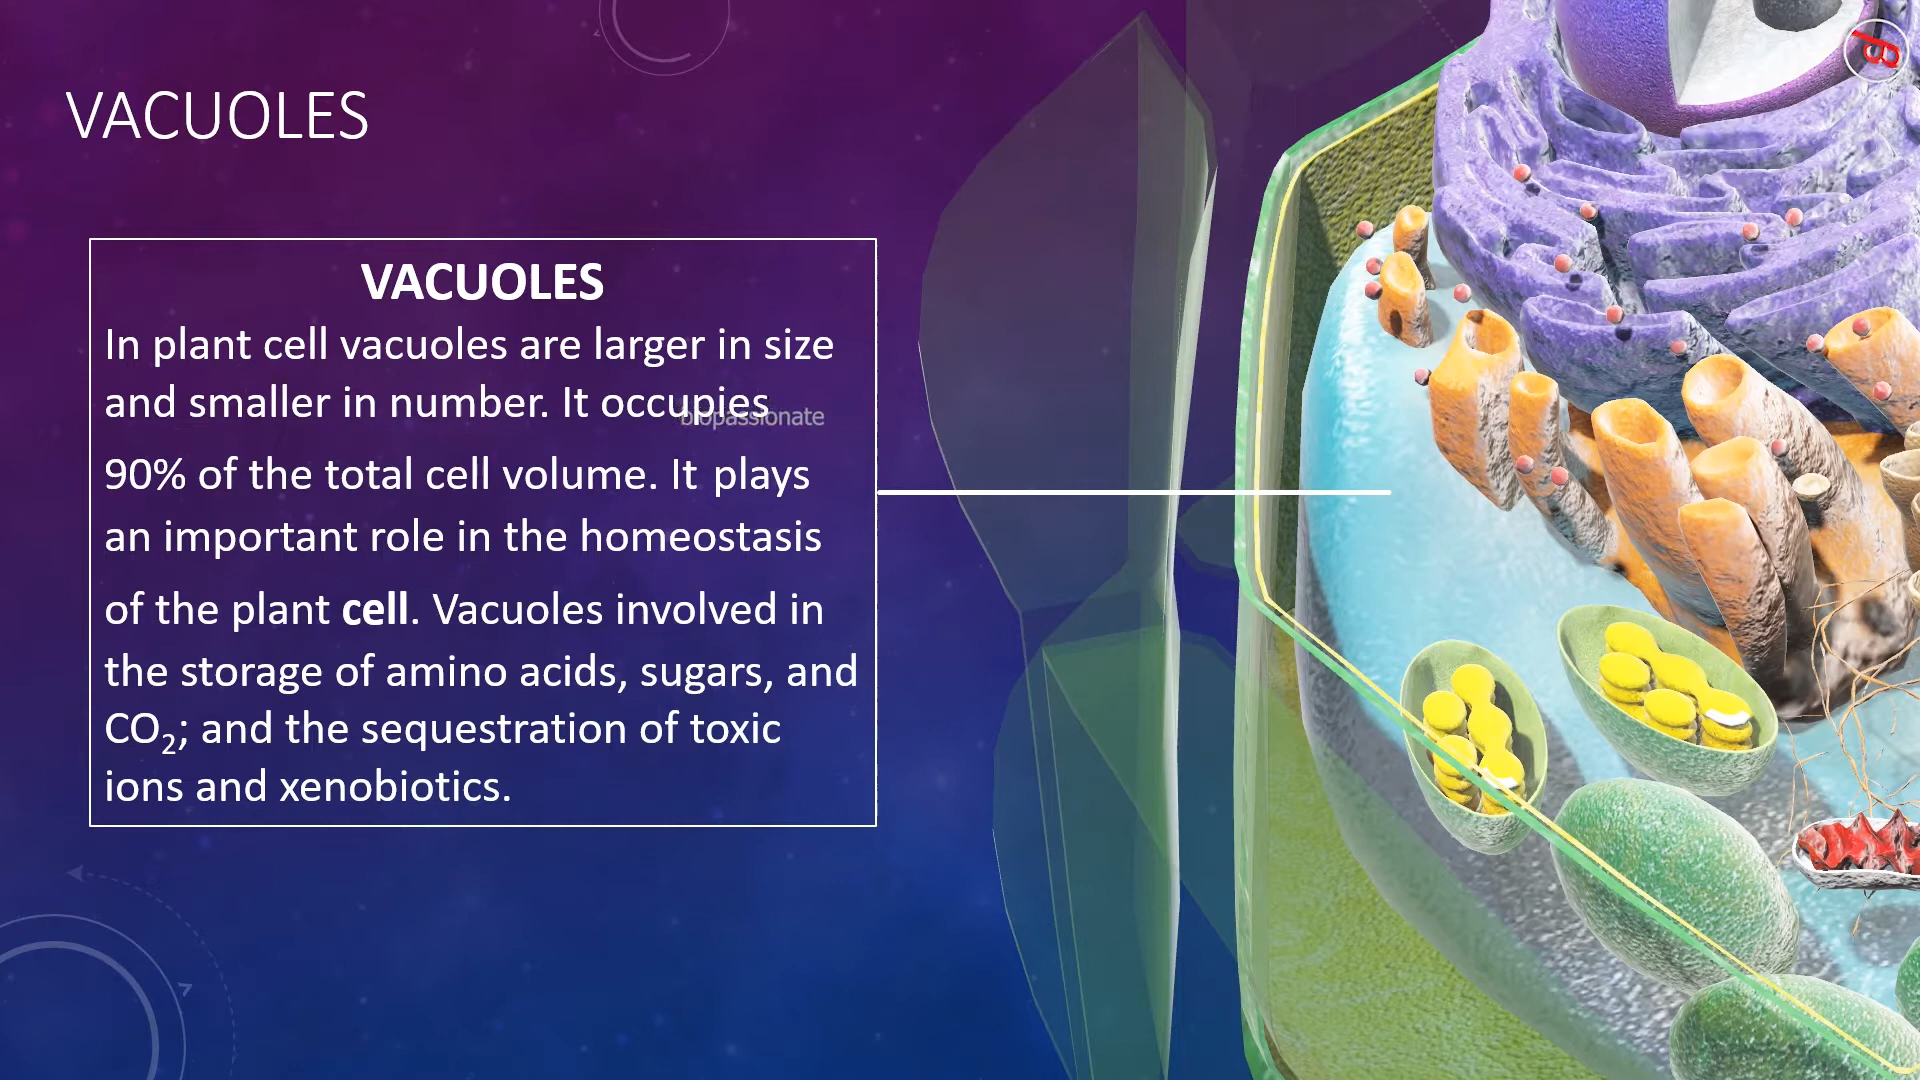 VACUOLES
VACUOLES
In plant cell vacuoles are larger in size
and smaller in number. It occupies
biopassionate
90% of the total cell volume. It plays
an important role in the homeostasis
of the plant cell. Vacuoles involved in
the storage of amino acids, sugars, and
CO₂; and the sequestration of toxic
ions and xenobiotics.